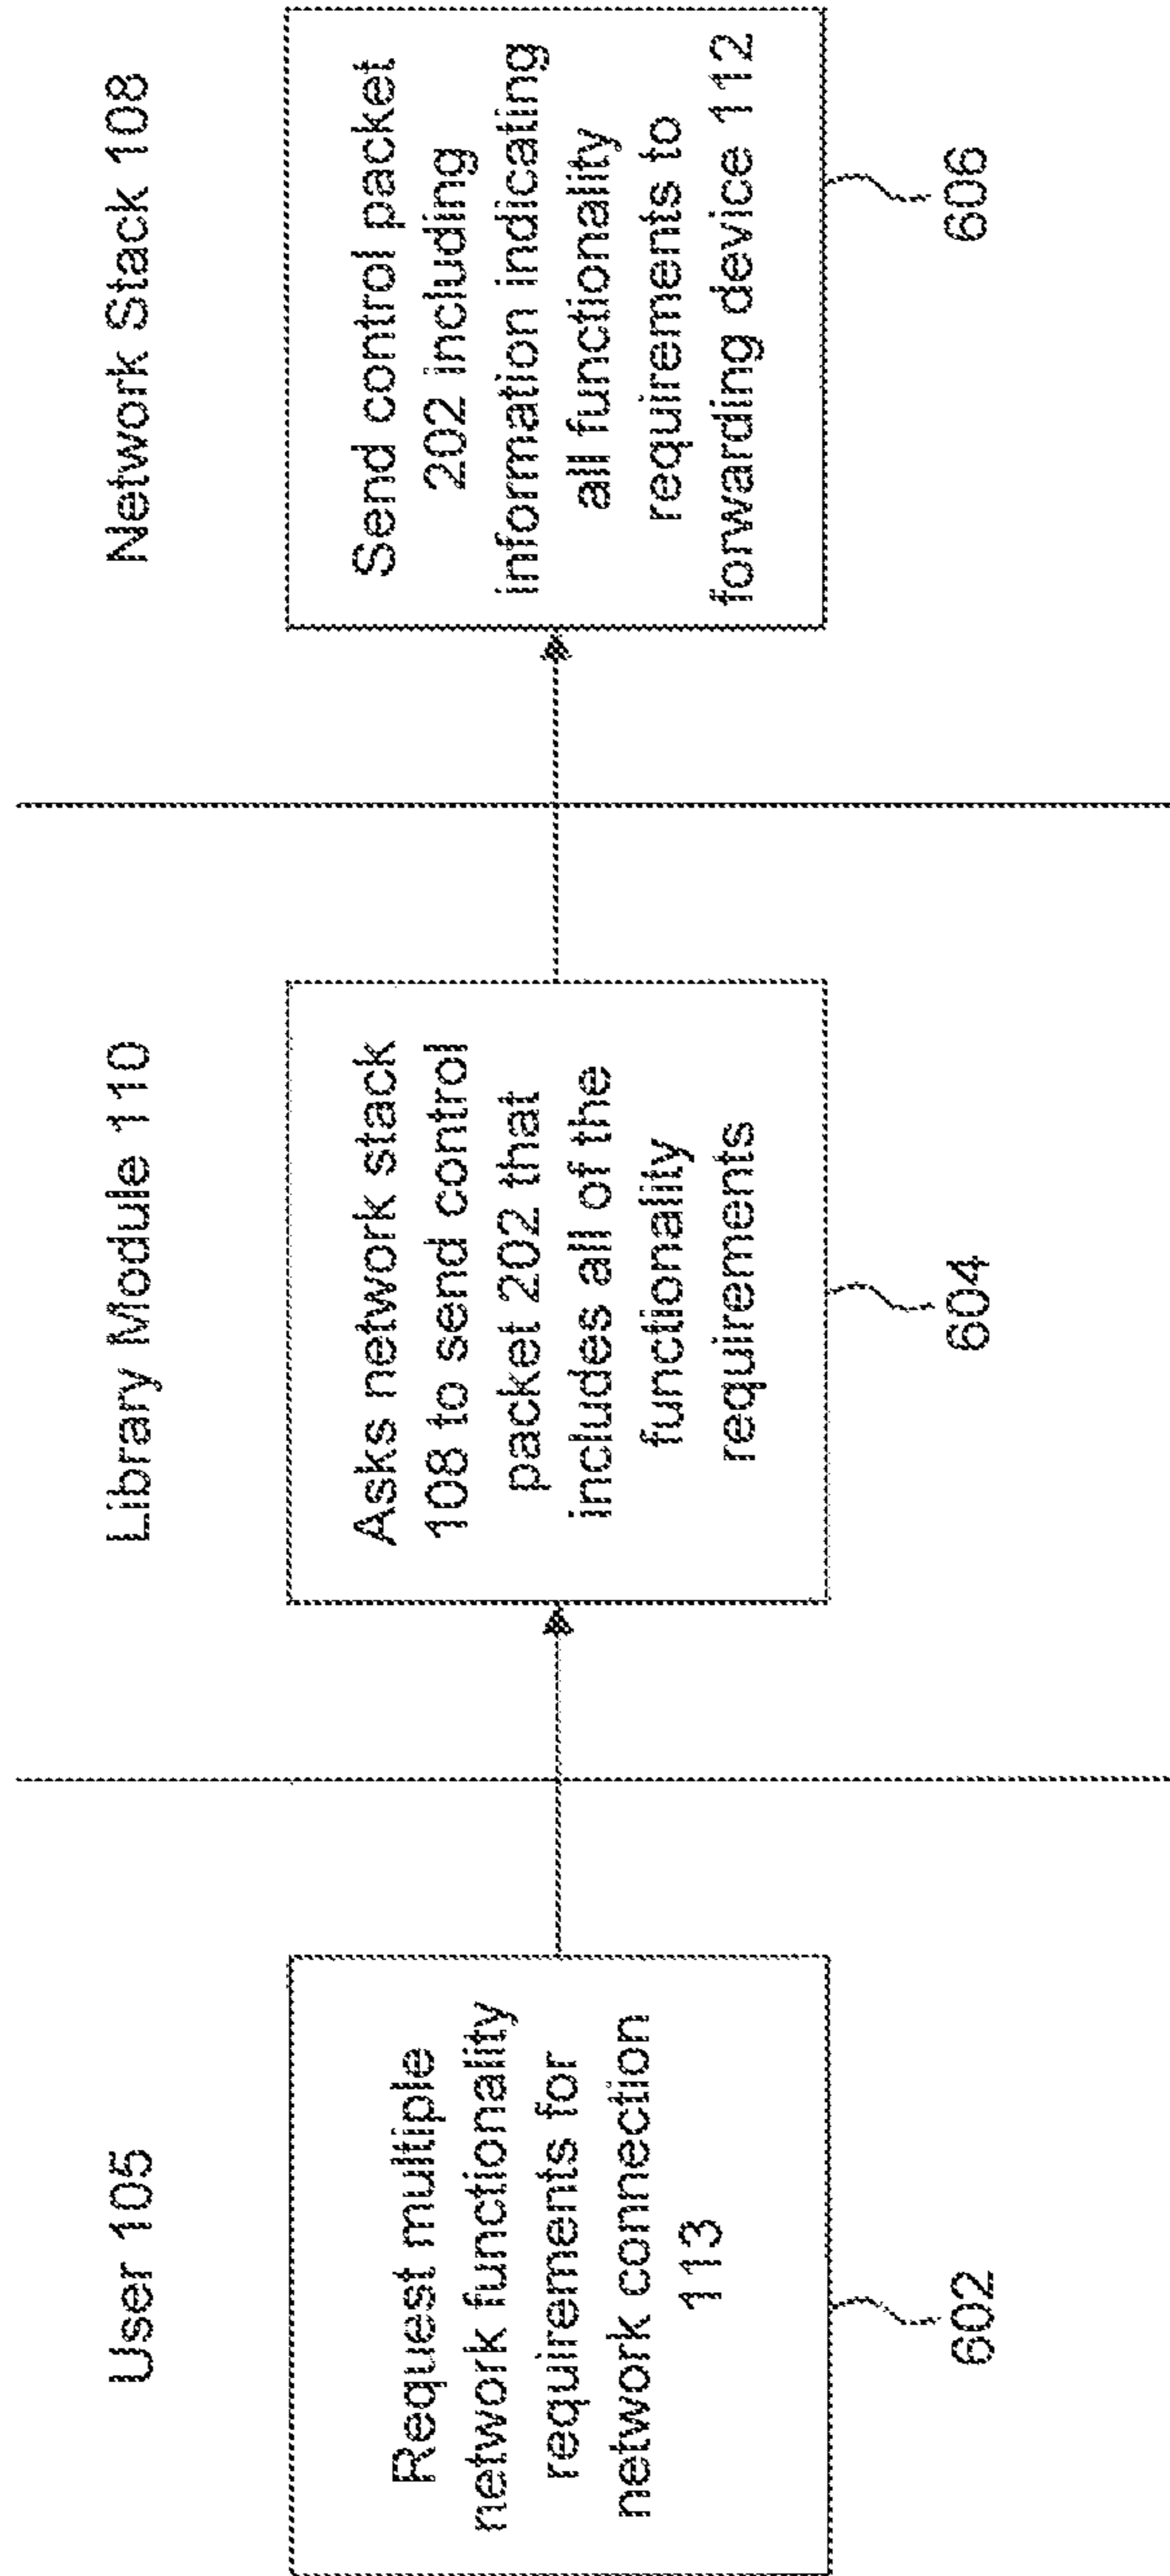 User 105
Library Module 110
Network Stack 108
Request multiple
network functionality
requirements for
network connection
113
602
Asks network stack
108 to send control
packet 202 that
includes all of the
functionality
requirements
604
Send control packet
202 including
information indicating
all functionality
requirements to
forwarding device 112
606